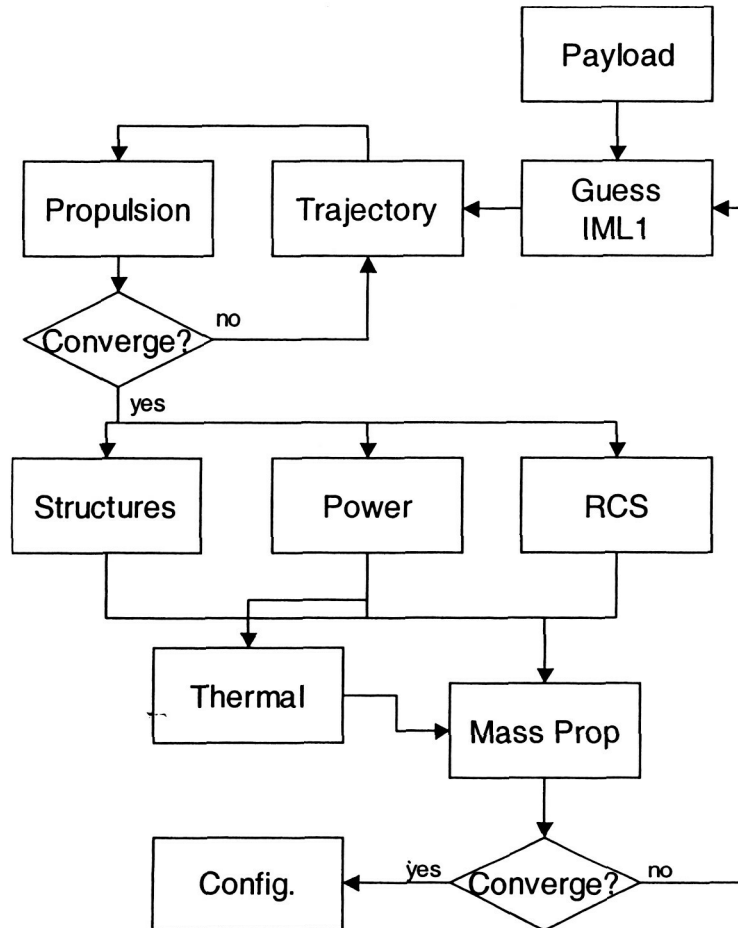 Payload
Propulsion
Trajectory
Guess
IML1
Converge?
no
yes
Structures
Power
RCS
Thermal
Mass Prop
Config.
yes
Converge?
no